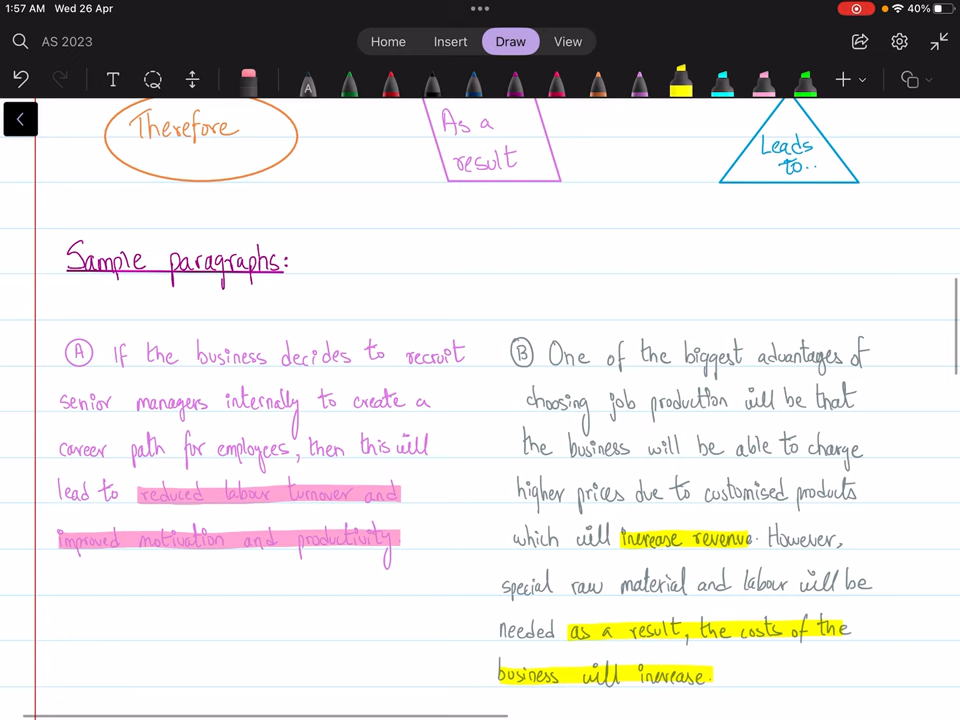 1:57 AM Wed 26 Apr
40%
AS 2023
Home Insert Draw View
T
A
Therefore
As a
result
Leads
to..
Sample paragraphs:
A If the business decides to recruit
senior managers internally to create a
career path for employees, then this will
lead to reduced labour turnover and
improved motivation and productivity.
B One of the biggest advantages of
choosing job production will be that
the business will be able to charge
higher prices due to customised products
which will increase revenue. However,
special raw material and labour will be
needed as a result, the costs of the
business will increase.